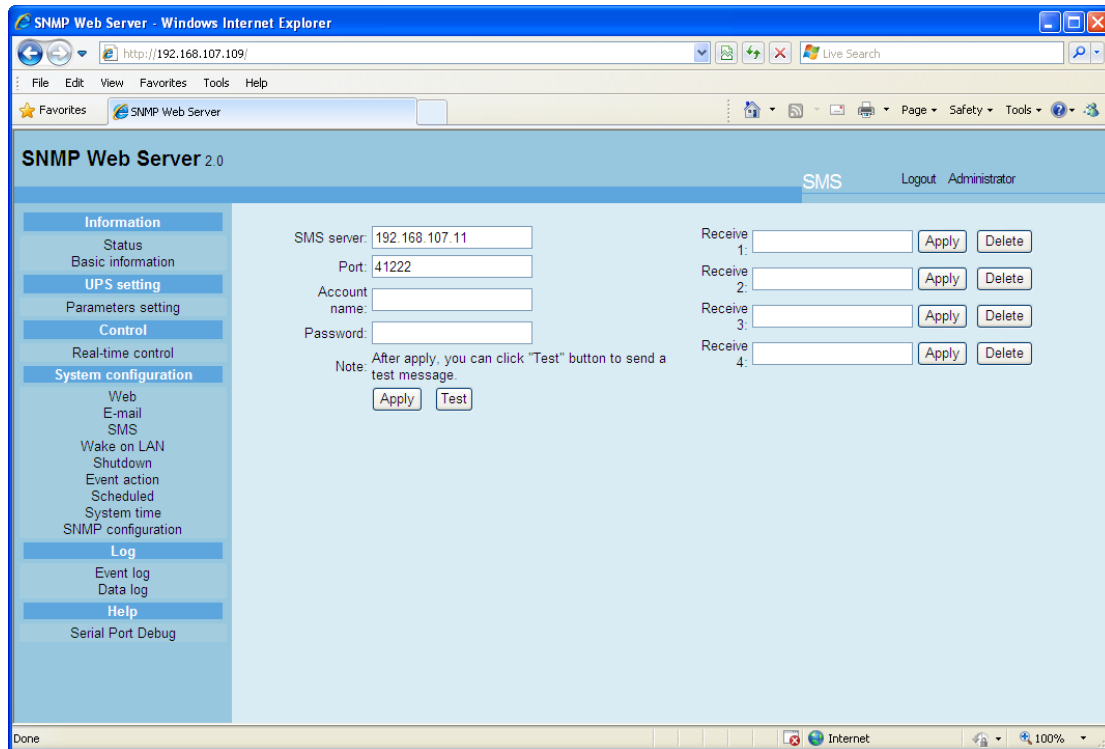 SNMP Web Server - Windows Internet Explorer
http://192.168.107.109/
Live Search
File Edit View Favorites Tools Help
Favorites SNMP Web Server Page Safety Tools
SNMP Web Server 2.0
SMS Logout Administrator
Information
Status
Basic information
UPS setting
Parameters setting
Control
Real-time control
System configuration
Web
E-mail
SMS
Wake on LAN
Shutdown
Event action
Scheduled
System time
SNMP configuration
Log
Event log
Data log
Help
Serial Port Debug
SMS server: 192.168.107.11
Port: 41222
Account name:
Password:
Note: After apply, you can click "Test" button to send a
test message.
Apply Test
Receive 1: Apply Delete
Receive 2: Apply Delete
Receive 3: Apply Delete
Receive 4: Apply Delete
Done Internet 100%